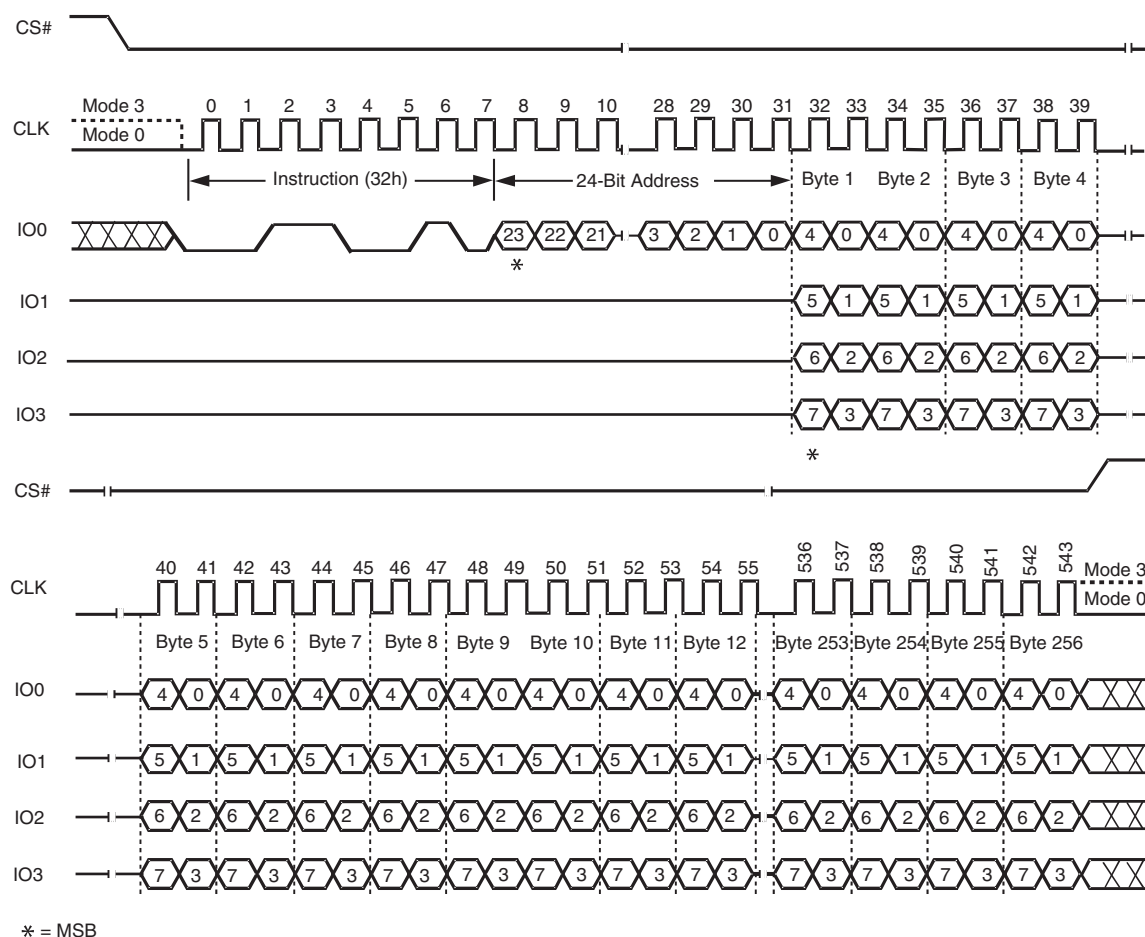 CS#
Mode 3
0 1 2 3 4 5 6 7 8 9 10 28 29 30 31 32 33 34 35 36 37 38 39
CLK
Mode 0
Instruction (32h) 24-Bit Address Byte 1 Byte 2 Byte 3 Byte 4
IO0 23 22 21 3 2 1 0 4 0 4 0 4 0 4 0
*
IO1 5 1 5 1 5 1 5 1
IO2 6 2 6 2 6 2 6 2
IO3 7 3 7 3 7 3 7 3
*
CS#
40 41 42 43 44 45 46 47 48 49 50 51 52 53 54 55 536 537 538 539 540 541 542 543
CLK Mode 3
Mode 0
Byte 5 Byte 6 Byte 7 Byte 8 Byte 9 Byte 10 Byte 11 Byte 12 Byte 253 Byte 254 Byte 255 Byte 256
IO0 4 0 4 0 4 0 4 0 4 0 4 0 4 0 4 0 4 0 4 0 4 0 4 0
IO1 5 1 5 1 5 1 5 1 5 1 5 1 5 1 5 1 5 1 5 1 5 1 5 1
IO2 6 2 6 2 6 2 6 2 6 2 6 2 6 2 6 2 6 2 6 2 6 2 6 2
IO3 7 3 7 3 7 3 7 3 7 3 7 3 7 3 7 3 7 3 7 3 7 3 7 3
* = MSB